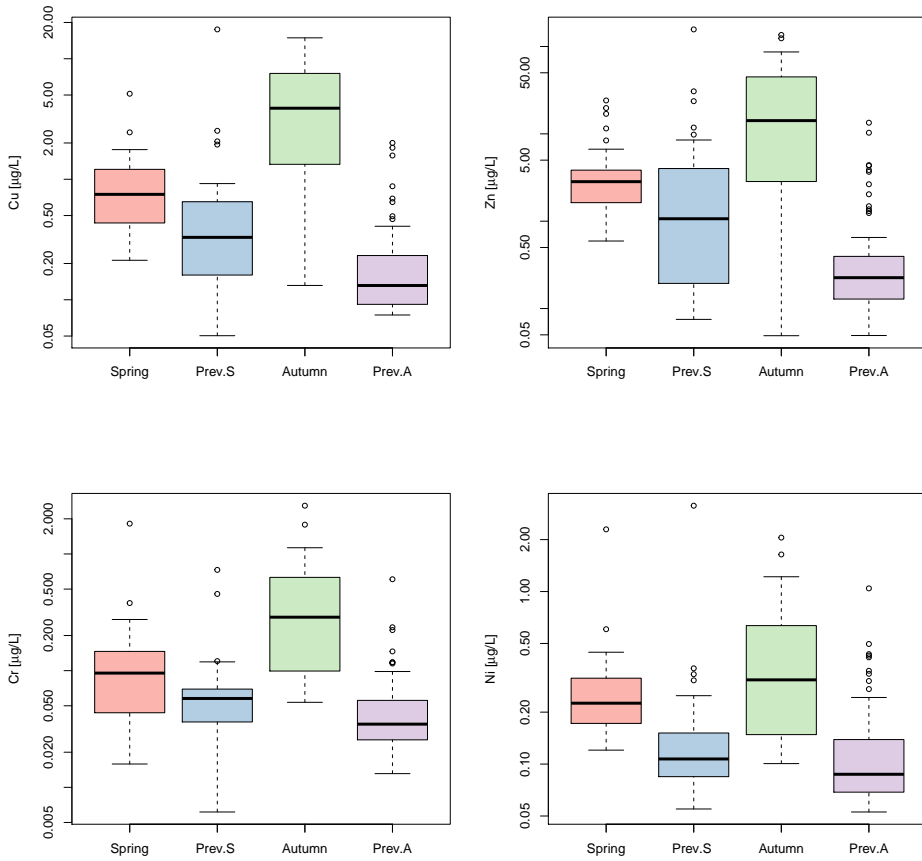 Cu [µg/L]
20.00
5.00
2.00
0.50
0.20
0.05
Spring Prev.S Autumn Prev.A
Zn [µg/L]
50.00
5.00
0.50
0.05
Spring Prev.S Autumn Prev.A
Cr [µg/L]
2.000
0.500
0.200
0.050
0.020
0.005
Spring Prev.S Autumn Prev.A
Ni [µg/L]
2.00
1.00
0.50
0.20
0.10
0.05
Spring Prev.S Autumn Prev.A